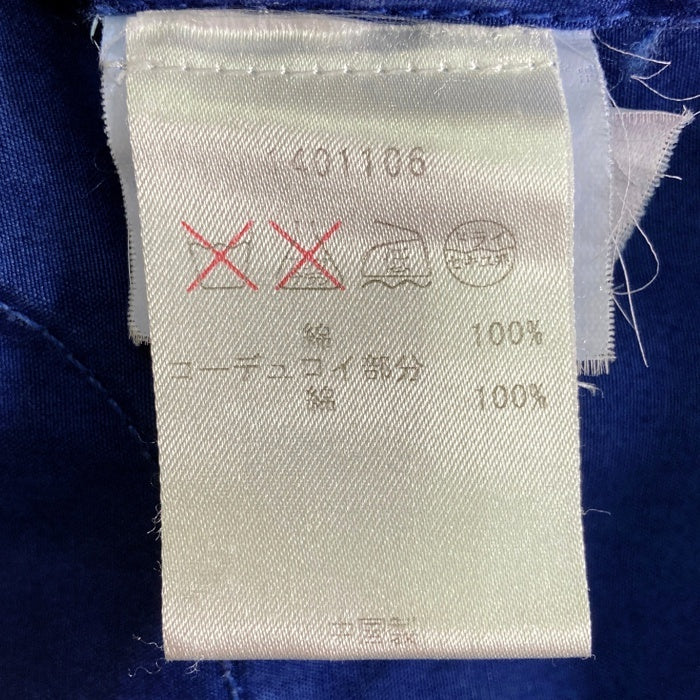 401106
ドライ
セキユ系
綿 100%
コーデュロイ部分
綿 100%
中国製